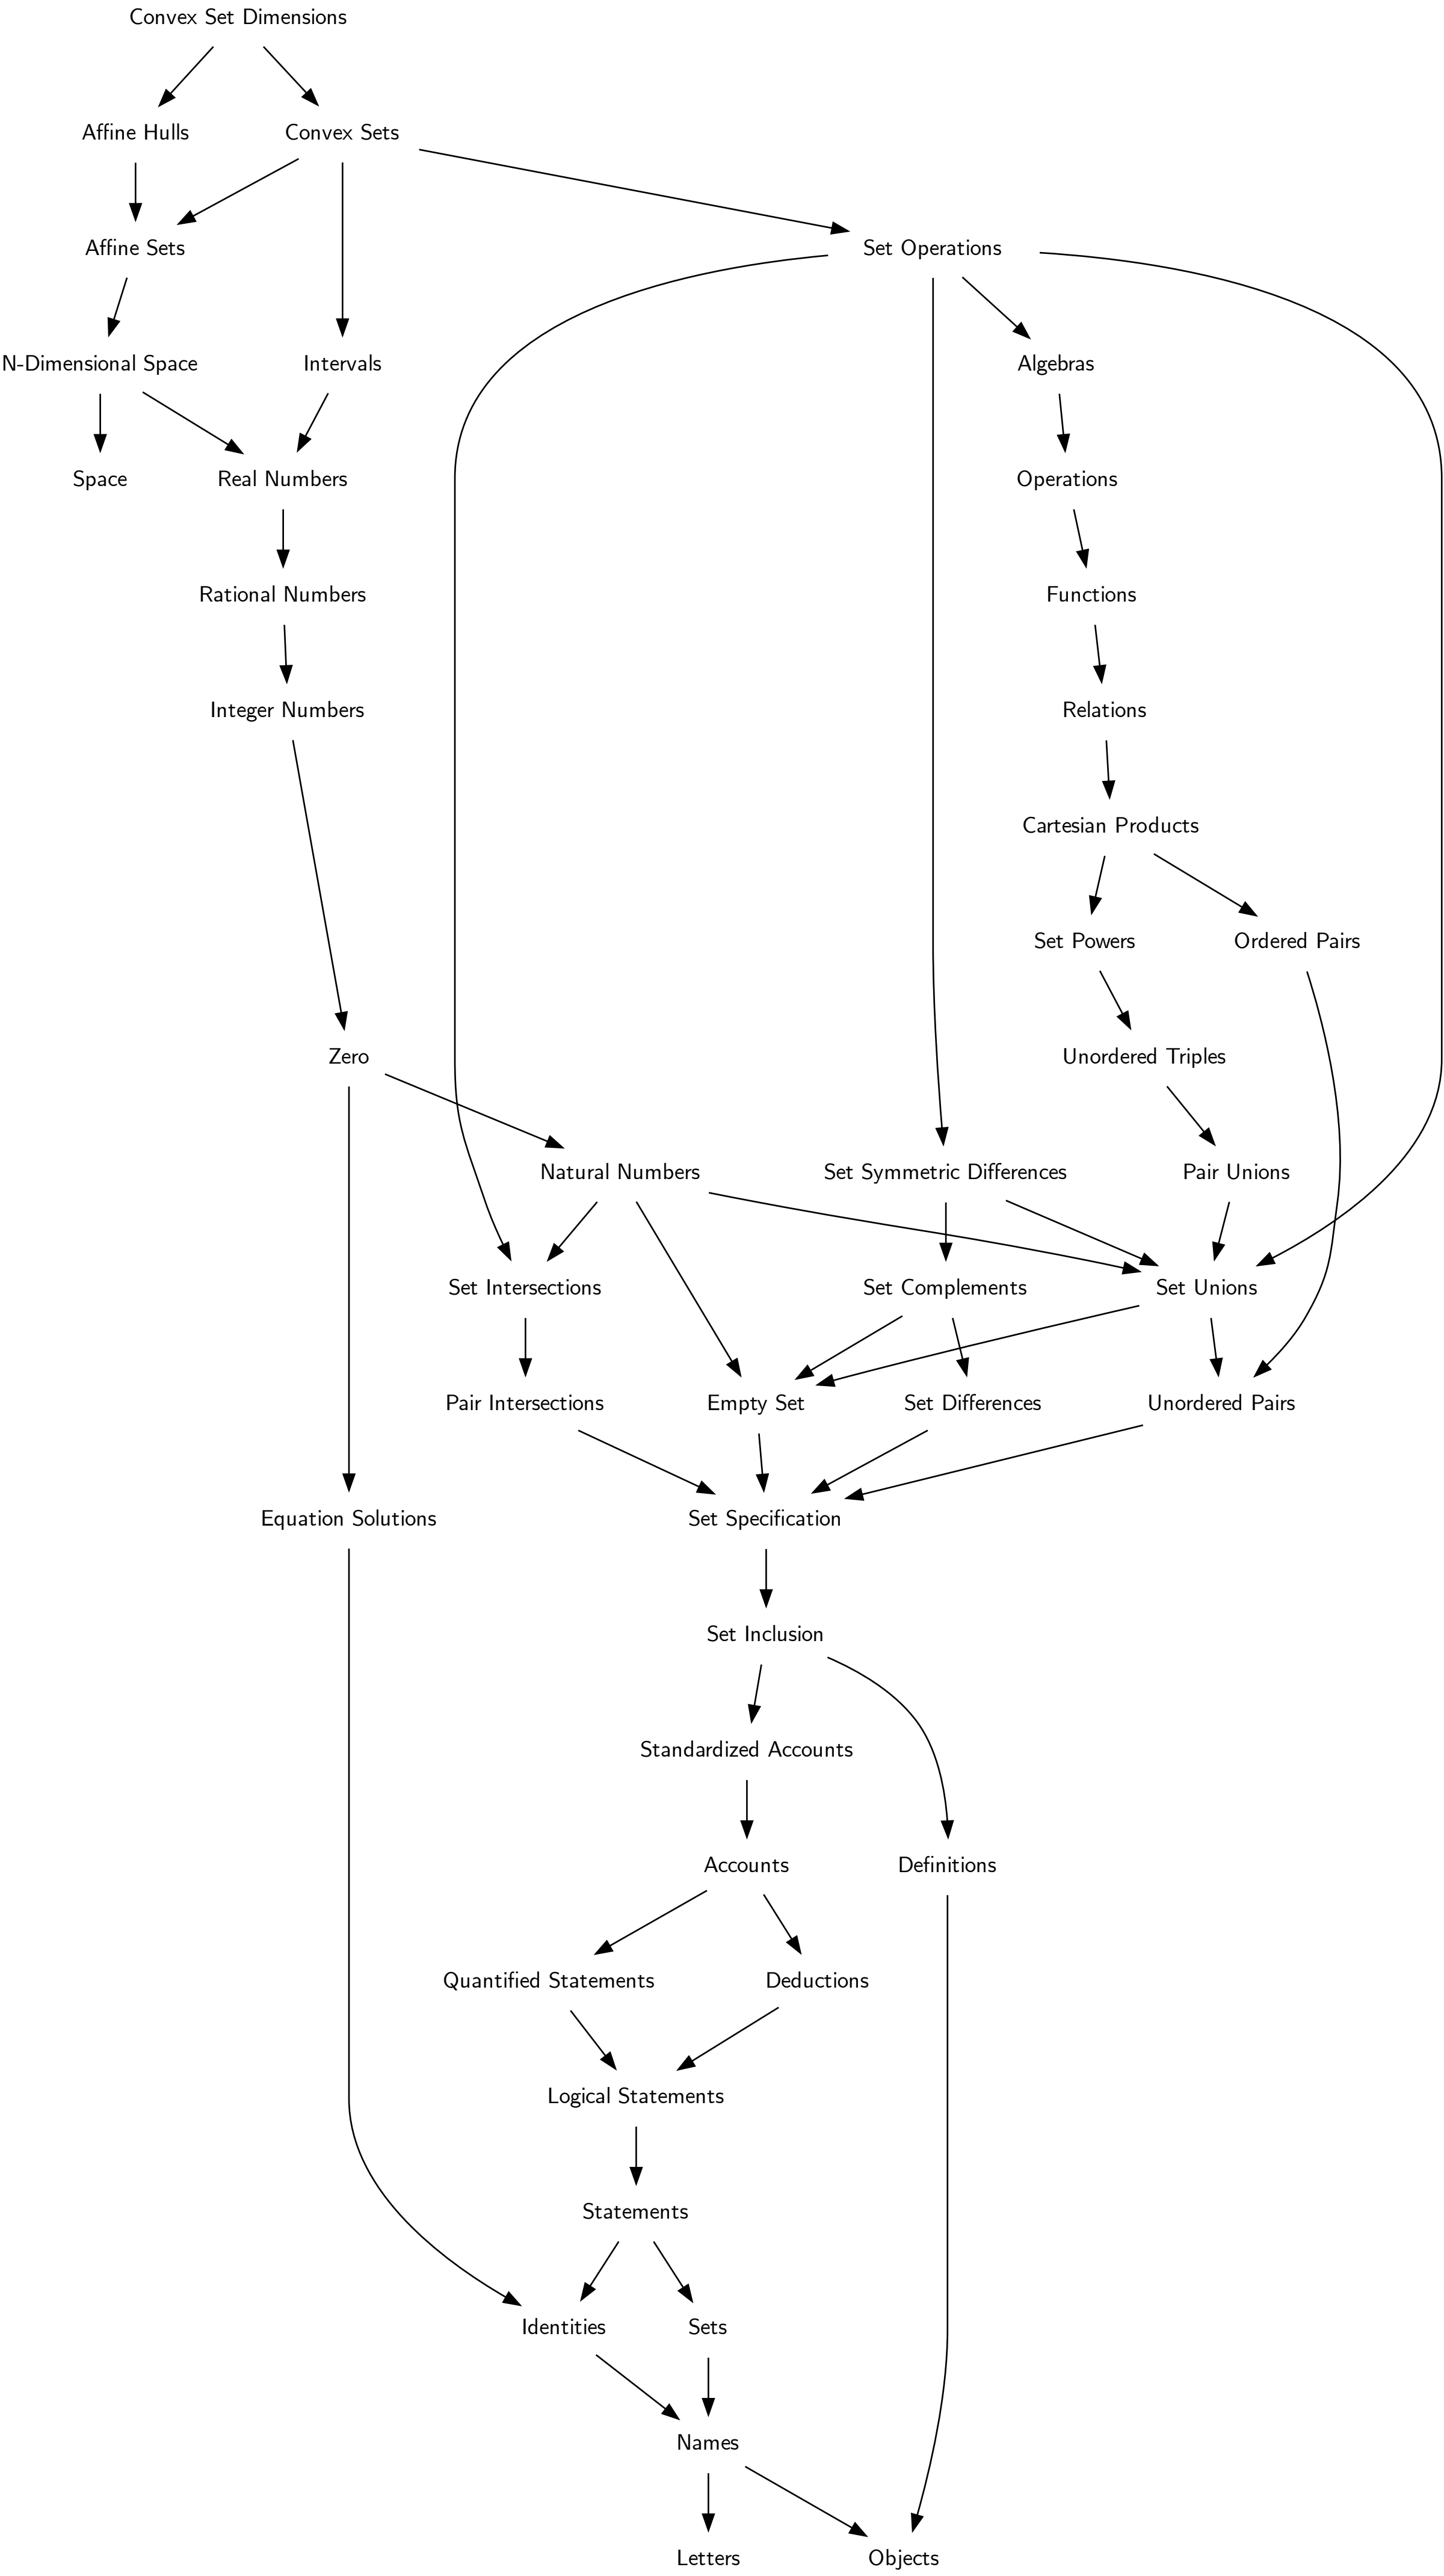 Convex Set Dimensions
Affine Hulls
Convex Sets
Affine Sets
Set Operations
N-Dimensional Space
Intervals
Algebras
Space
Real Numbers
Operations
Rational Numbers
Functions
Integer Numbers
Relations
Cartesian Products
Set Powers
Ordered Pairs
Zero
Unordered Triples
Natural Numbers
Set Symmetric Differences
Pair Unions
Set Intersections
Set Complements
Set Unions
Pair Intersections
Empty Set
Set Differences
Unordered Pairs
Equation Solutions
Set Specification
Set Inclusion
Standardized Accounts
Accounts
Definitions
Quantified Statements
Deductions
Logical Statements
Statements
Identities
Sets
Names
Letters
Objects